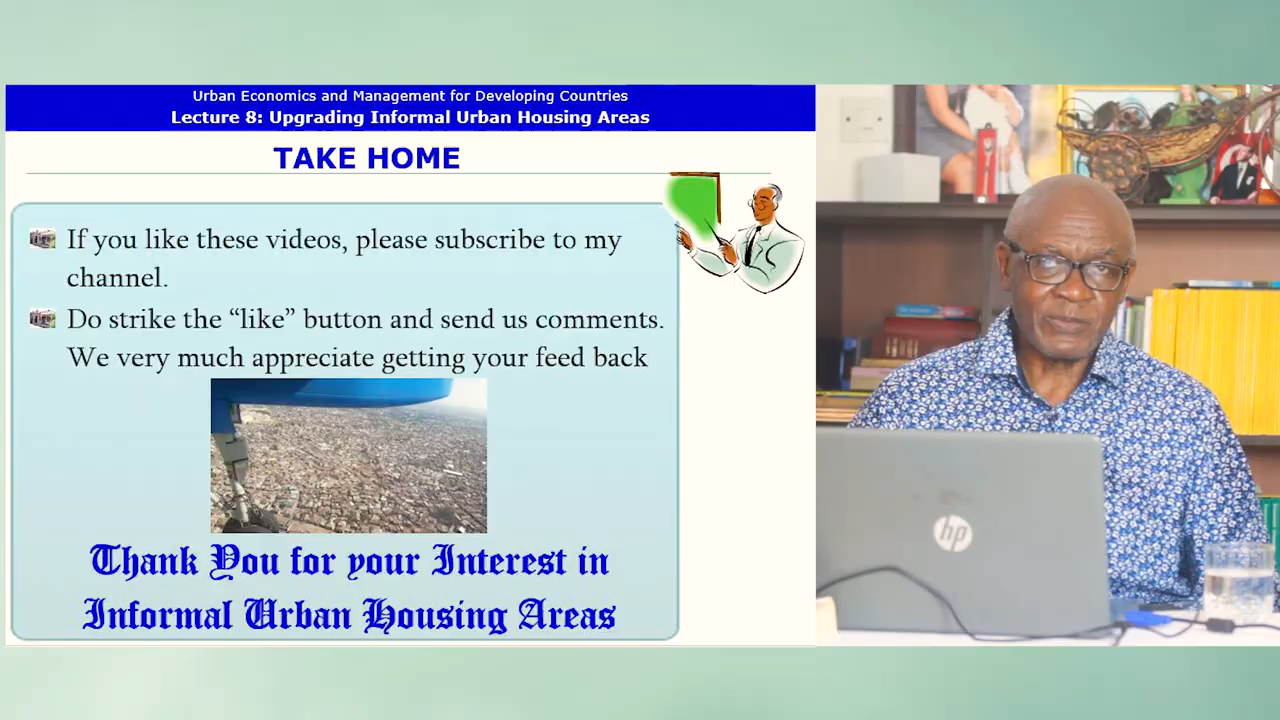 Urban Economics and Management for Developing Countries
Lecture 8: Upgrading Informal Urban Housing Areas
TAKE HOME
If you like these videos, please subscribe to my
channel.
Do strike the “like” button and send us comments.
We very much appreciate getting your feed back
Thank You for your Interest in
Informal Urban Housing Areas
hp